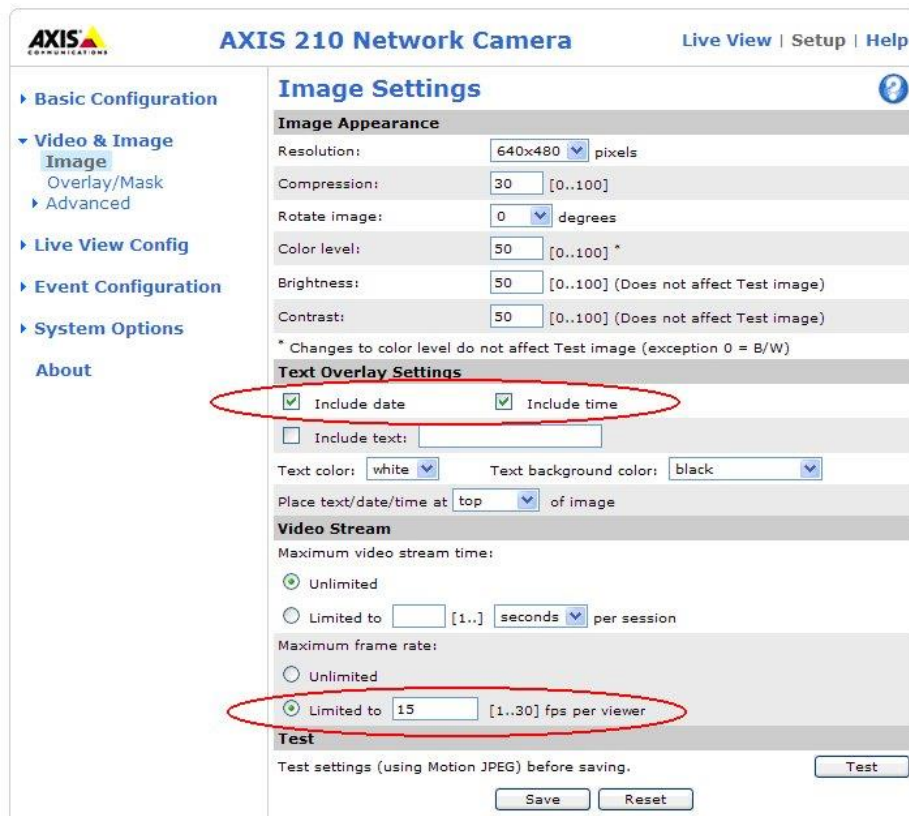 AXIS
COMMUNICATIONS
AXIS 210 Network Camera
Live View | Setup | Help
Basic Configuration
Video & Image
Image
Overlay/Mask
Advanced
Live View Config
Event Configuration
System Options
About
Image Settings
?
Image Appearance
Resolution: 640x480 pixels
Compression: 30 [0..100]
Rotate image: 0 degrees
Color level: 50 [0..100] *
Brightness: 50 [0..100] (Does not affect Test image)
Contrast: 50 [0..100] (Does not affect Test image)
* Changes to color level do not affect Test image (exception 0 = B/W)
Text Overlay Settings
Include date Include time
Include text:
Text color: white Text background color: black
Place text/date/time at top of image
Video Stream
Maximum video stream time:
Unlimited
Limited to [1..] seconds per session
Maximum frame rate:
Unlimited
Limited to 15 [1..30] fps per viewer
Test
Test settings (using Motion JPEG) before saving. Test
Save Reset